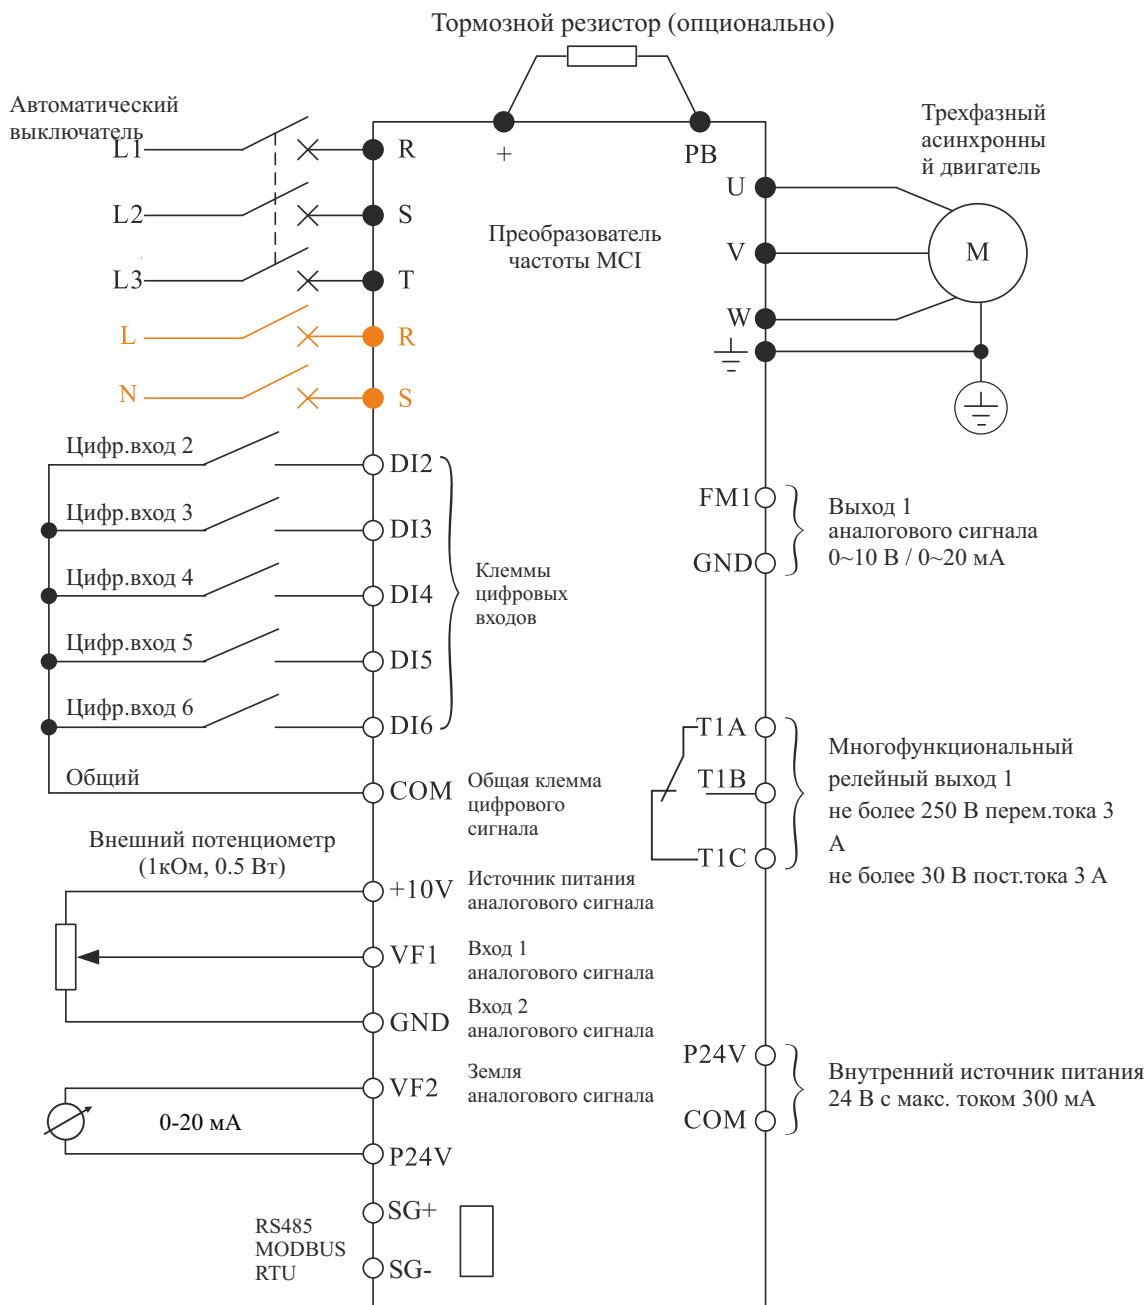 Тормозной резистор (опционально)
Автоматический
выключатель
L1
R
+
PB
Трехфазный
асинхронны
й двигатель
U
L2
S
Преобразователь
частоты MCI
V
M
L3
T
W
L
R
N
S
Цифр.вход 2
DI2
Цифр.вход 3
DI3
Цифр.вход 4
DI4
Цифр.вход 5
DI5
Цифр.вход 6
DI6
Клеммы
цифровых
входов
Общий
COM
Общая клемма
цифрового
сигнала
Внешний потенциометр
(1кОм, 0.5 Вт)
+10V
Источник питания
аналогового сигнала
VF1
Вход 1
аналогового сигнала
GND
Вход 2
аналогового сигнала
VF2
Земля
аналогового сигнала
0-20 мА
P24V
RS485
MODBUS
RTU
SG+
SG-
FM1
GND
Выход 1
аналогового сигнала
0~10 В / 0~20 мА
T1A
T1B
T1C
Многофункциональный
релейный выход 1
не более 250 В перем.тока 3
А
не более 30 В пост.тока 3 А
P24V
COM
Внутренний источник питания
24 В с макс. током 300 мА